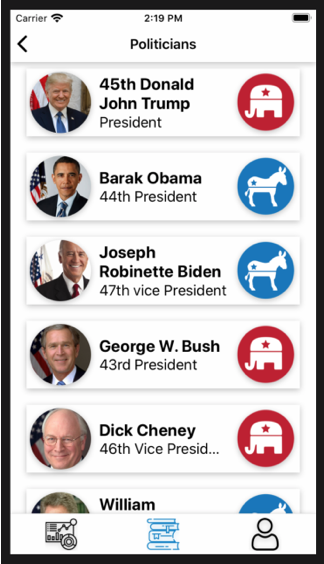 Carrier 2:19 PM
Politicians
45th Donald
John Trump
President
Barak Obama
44th President
Joseph
Robinette Biden
47th vice President
George W. Bush
43rd President
Dick Cheney
46th Vice Presid...
William